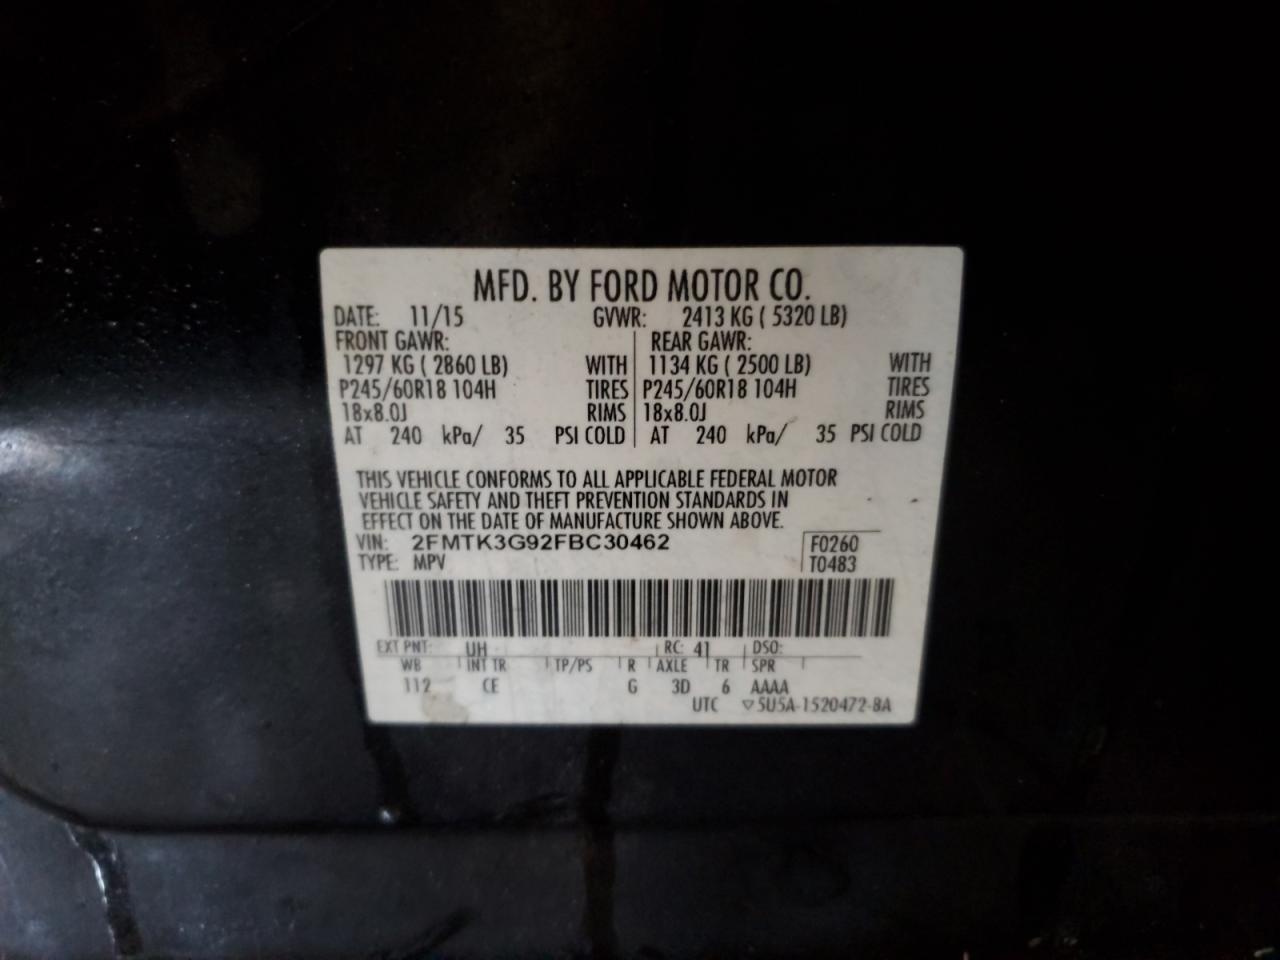 MFD. BY FORD MOTOR CO.
DATE: 11/15 GVWR: 2413 KG ( 5320 LB)
FRONT GAWR: REAR GAWR:
1297 KG ( 2860 LB) WITH 1134 KG ( 2500 LB) WITH
P245/60R18 104H TIRES P245/60R18 104H TIRES
18x8.0J RIMS 18x8.0J RIMS
AT 240 kPa/ 35 PSI COLD AT 240 kPa/ 35 PSI COLD
THIS VEHICLE CONFORMS TO ALL APPLICABLE FEDERAL MOTOR
VEHICLE SAFETY AND THEFT PREVENTION STANDARDS IN
EFFECT ON THE DATE OF MANUFACTURE SHOWN ABOVE.
VIN: 2FMTK3G92FBC30462 F0260
TYPE: MPV T0483
EXT PNT: UH RC: 41 DSO:
WB INT TR TP/PS R AXLE TR SPR
112 CE G 3D 6 AAAA
UTC ▽5U5A-1520472-BA